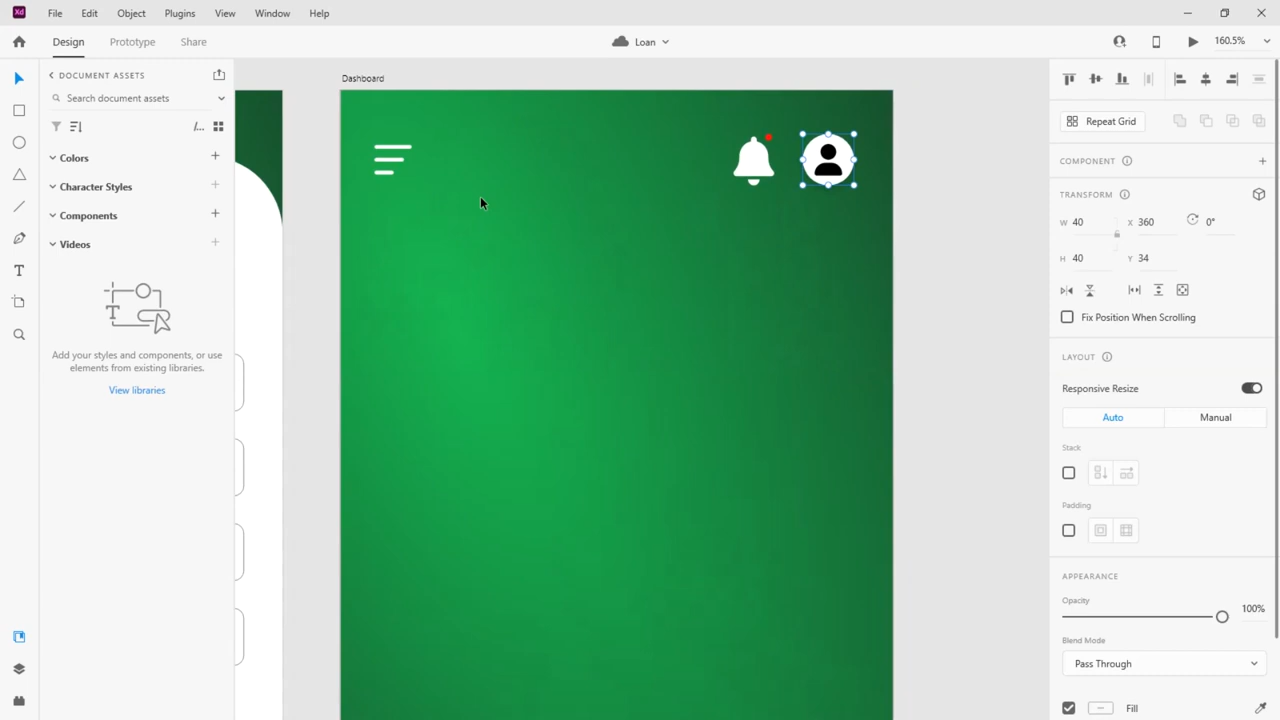 Xd File Edit Object Plugins View Window Help
Design Prototype Share Loan 160.5%
DOCUMENT ASSETS
Search document assets
/...
Colors
Character Styles
Components
Videos
Add your styles and components, or use
elements from existing libraries.
View libraries
T
Dashboard
Repeat Grid
COMPONENT
TRANSFORM
W 40 X 360 0°
H 40 Y 34
Fix Position When Scrolling
LAYOUT
Responsive Resize
Auto Manual
Stack
Padding
APPEARANCE
Opacity
100%
Blend Mode
Pass Through
Fill